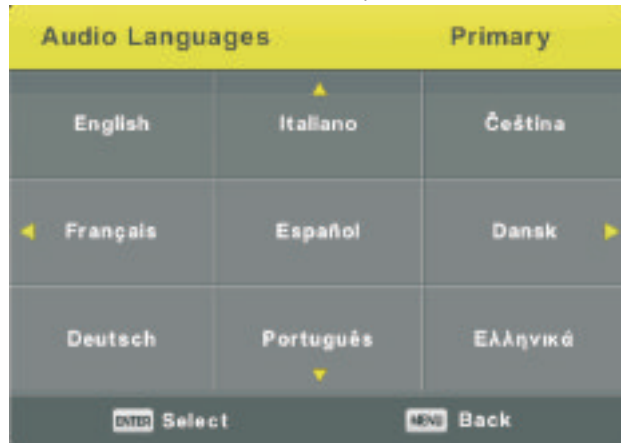 Audio Languages Primary
English Italiano Čeština
Français Español Dansk
Deutsch Português Ελληνικά
ENTER Select MENU Back